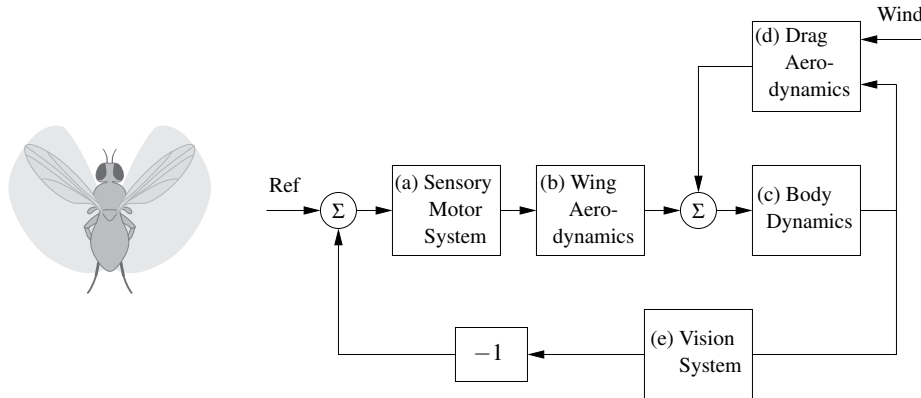 Wind
(d) Drag
Aero-
dynamics
Ref
Σ
(a) Sensory
Motor
System
(b) Wing
Aero-
dynamics
Σ
(c) Body
Dynamics
−1
(e) Vision
System